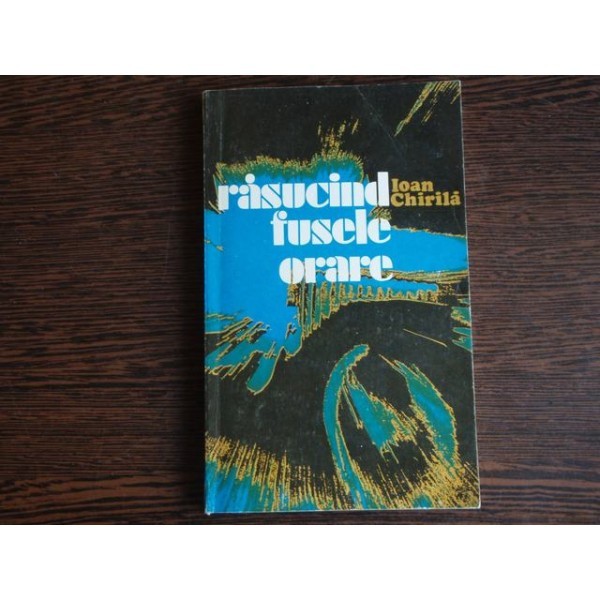 răsucind
fusele
orare
Ioan
Chirilă